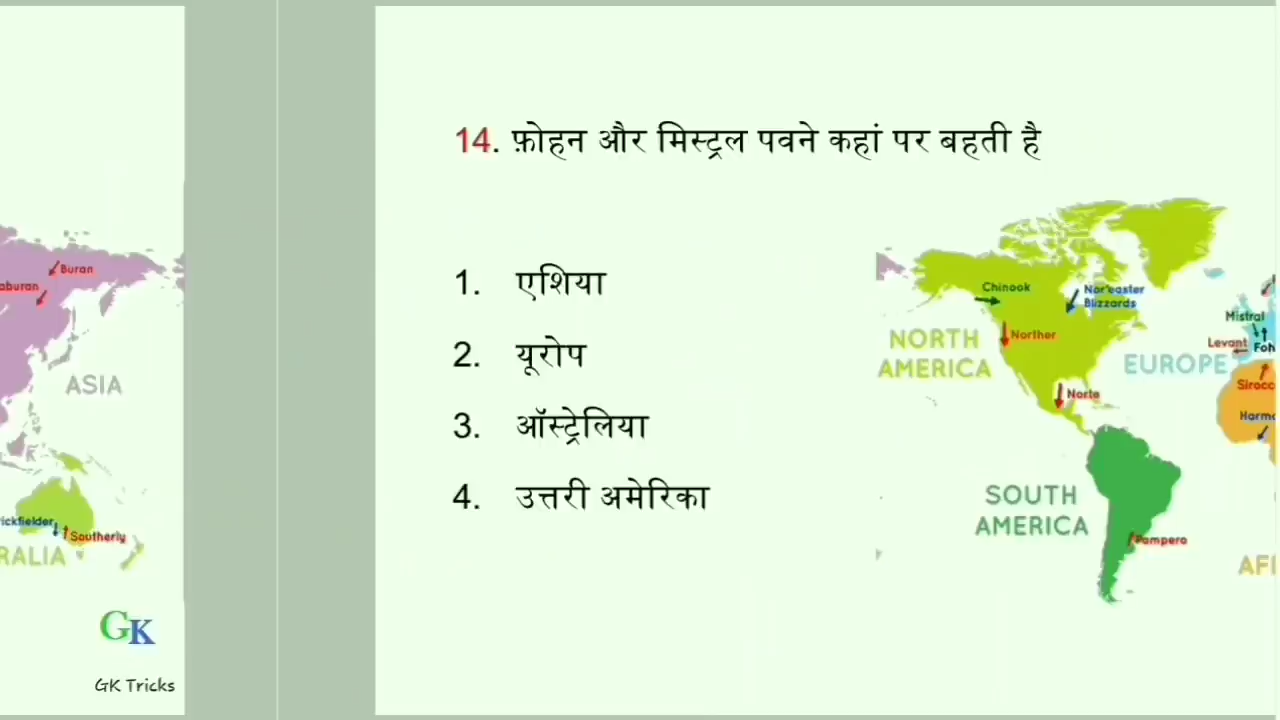 14. फ़ोहन और मिस्ट्रल पवने कहां पर बहती है
1. एशिया
2. यूरोप
3. ऑस्ट्रेलिया
4. उत्तरी अमेरिका
Buran
ASIA
Southerly
GK
GK Tricks
Chinook
Nor'easter
Blizzards
Norther
NORTH
AMERICA
Norte
EUROPE
Mistral
Levant
SOUTH
AMERICA
Pampero